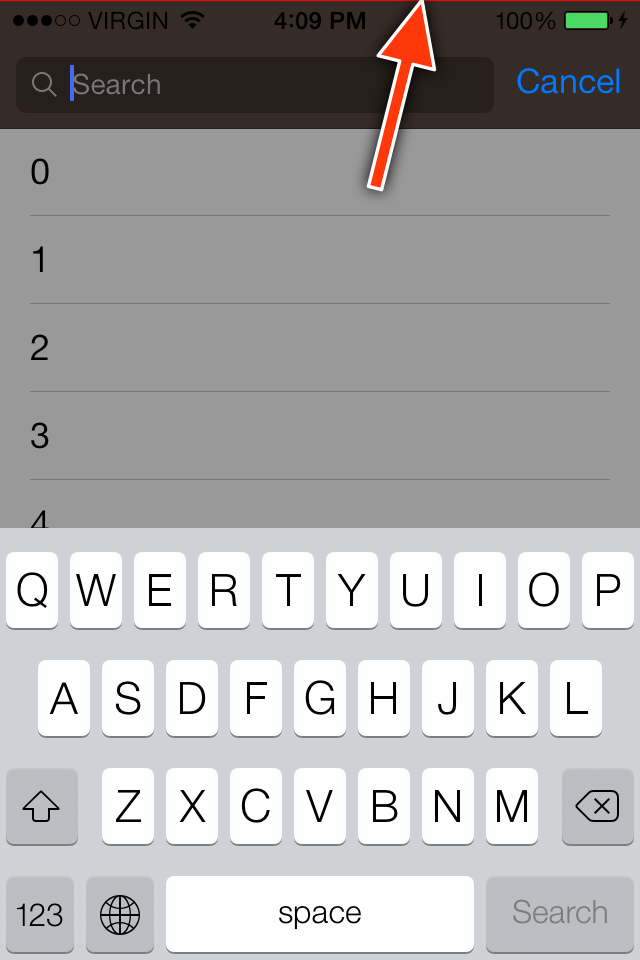 VIRGIN 4:09 PM 100%
Search Cancel
0
1
2
3
4
Q W E R T Y U I O P
A S D F G H J K L
Z X C V B N M
123 space Search